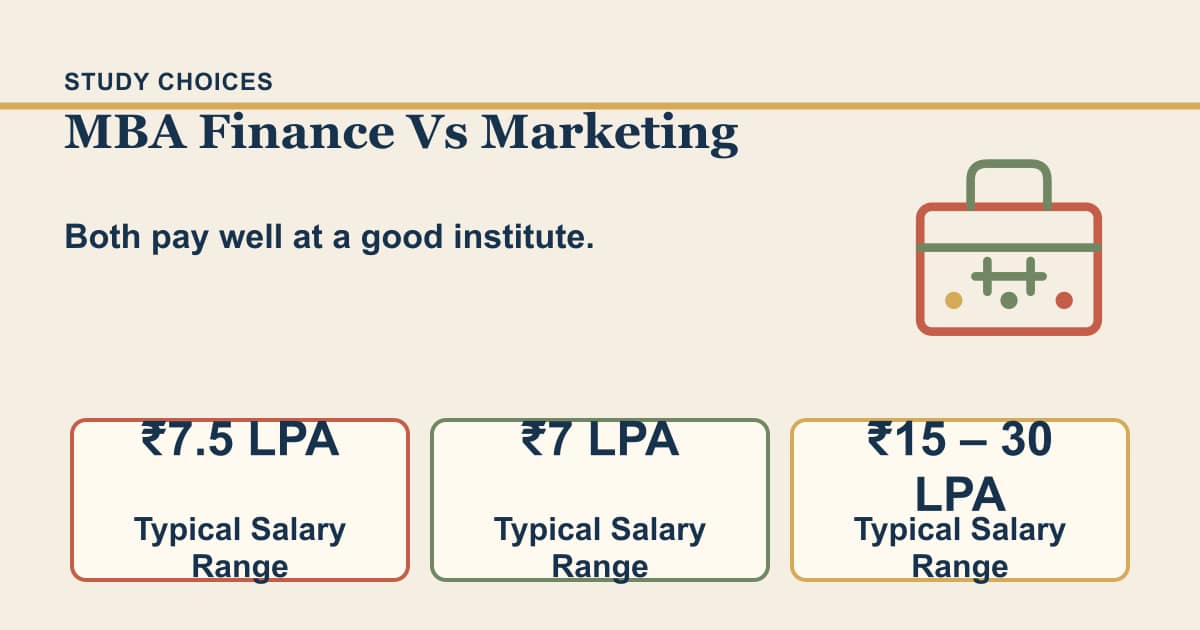 STUDY CHOICES
MBA Finance Vs Marketing
Both pay well at a good institute.
₹7.5 LPA
Typical Salary
Range
₹7 LPA
Typical Salary
Range
₹15 – 30
LPA
Typical Salary
Range